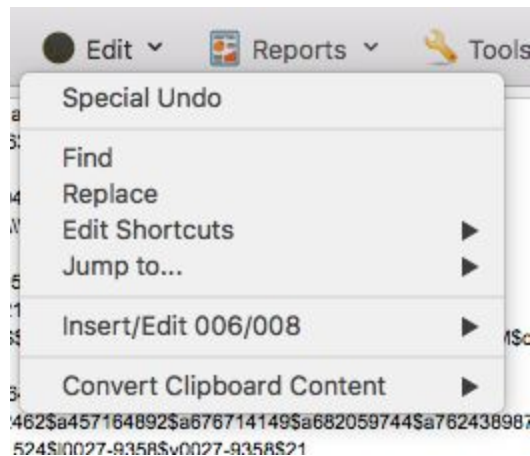 Edit Reports Tools
Special Undo
Find
Replace
Edit Shortcuts
Jump to...
Insert/Edit 006/008
Convert Clipboard Content
2462$a457164892$a676714149$a682059744$a762438987
524$l0027-9358$y0027-9358$21